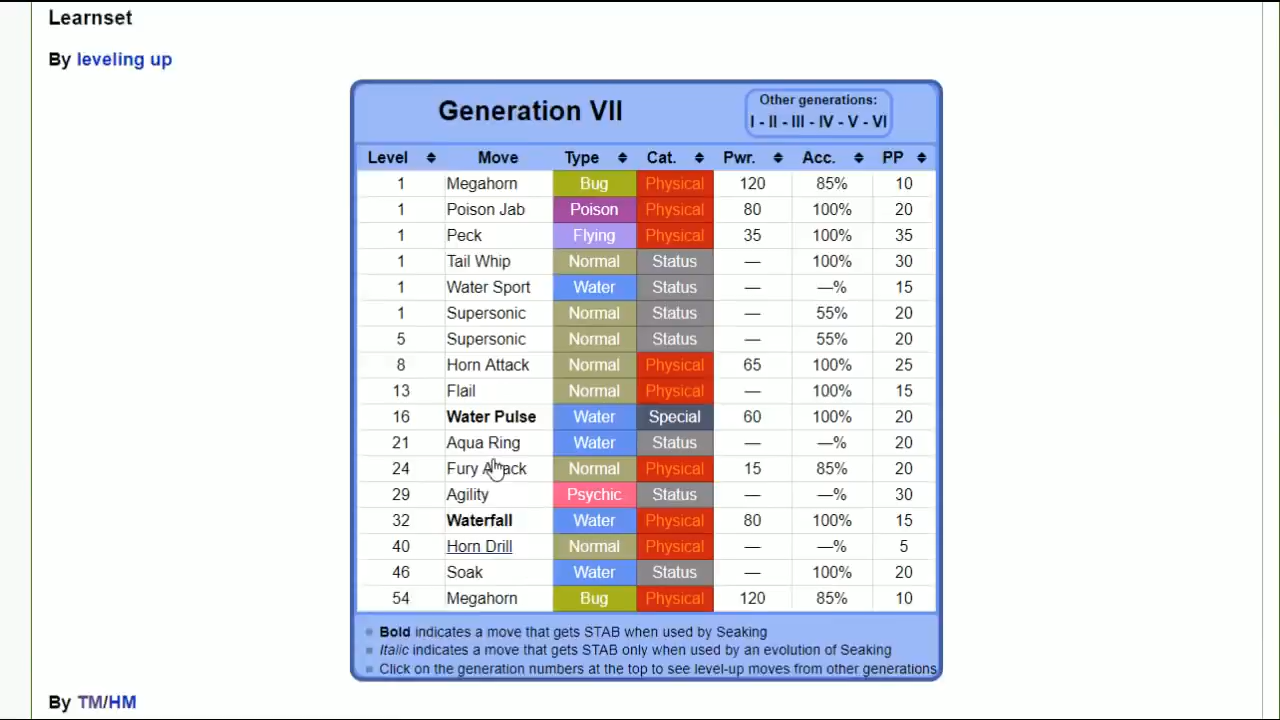 Learnset
By leveling up
Generation VII
Other generations:
I - II - III - IV - V - VI
Level Move Type Cat. Pwr. Acc. PP
1 Megahorn Bug Physical 120 85% 10
1 Poison Jab Poison Physical 80 100% 20
1 Peck Flying Physical 35 100% 35
1 Tail Whip Normal Status — 100% 30
1 Water Sport Water Status — —% 15
1 Supersonic Normal Status — 55% 20
5 Supersonic Normal Status — 55% 20
8 Horn Attack Normal Physical 65 100% 25
13 Flail Normal Physical — 100% 15
16 Water Pulse Water Special 60 100% 20
21 Aqua Ring Water Status — —% 20
24 Fury Attack Normal Physical 15 85% 20
29 Agility Psychic Status — —% 30
32 Waterfall Water Physical 80 100% 15
40 Horn Drill Normal Physical — —% 5
46 Soak Water Status — 100% 20
54 Megahorn Bug Physical 120 85% 10
Bold indicates a move that gets STAB when used by Seaking
Italic indicates a move that gets STAB only when used by an evolution of Seaking
Click on the generation numbers at the top to see level-up moves from other generations
By TM/HM